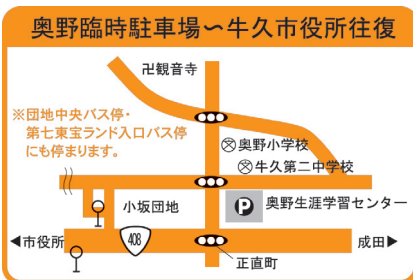 奥野臨時駐車場〜牛久市役所往復
卍観音寺
※団地中央バス停・
第七東宝ランド入口バス停
にも停まります。
奥野小学校
牛久第二中学校
小坂団地
P
奥野生涯学習センター
◀市役所
408
成田▶
正直町